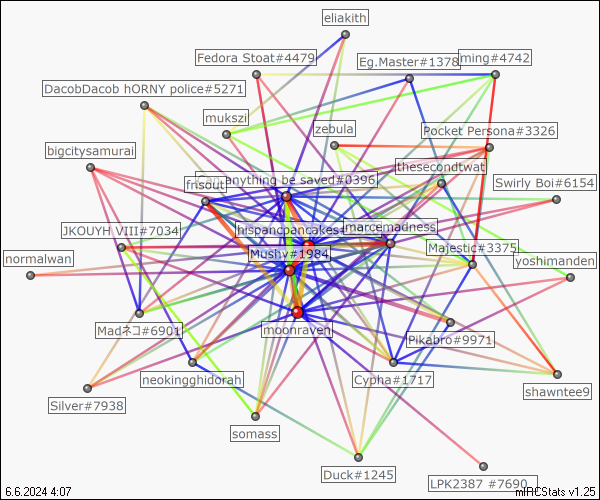 eliakith
Fedora Stoat#4479
Eg.Master#1378
ming#4742
DacobDacob hORNY police#5271
mukszi
zebula
Pocket Persona#3326
bigcitysamurai
thesecondtwat
frisout
anything be saved#0396
Swirly Boi#6154
JKOUYH VIII#7034
hispanicpancakes
marcemadness
normalwan
Mushy#1984
Majestic#3375
yoshimanden
Madネコ#6901
moonraven
Pikabro#9971
neokingghidorah
Cypha#1717
Silver#7938
shawntee9
somass
Duck#1245
LPK2387 #7690
6.6.2024 4:07
mIRCStats v1.25